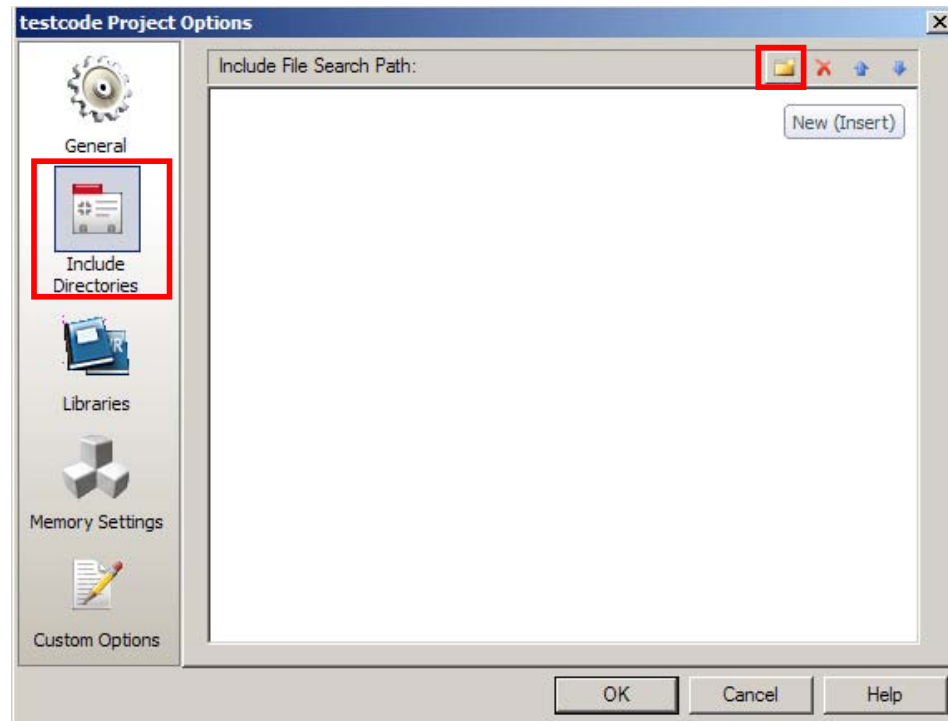 testcode Project Options
Include File Search Path:
New (Insert)
General
Include
Directories
Libraries
Memory Settings
Custom Options
OK
Cancel
Help